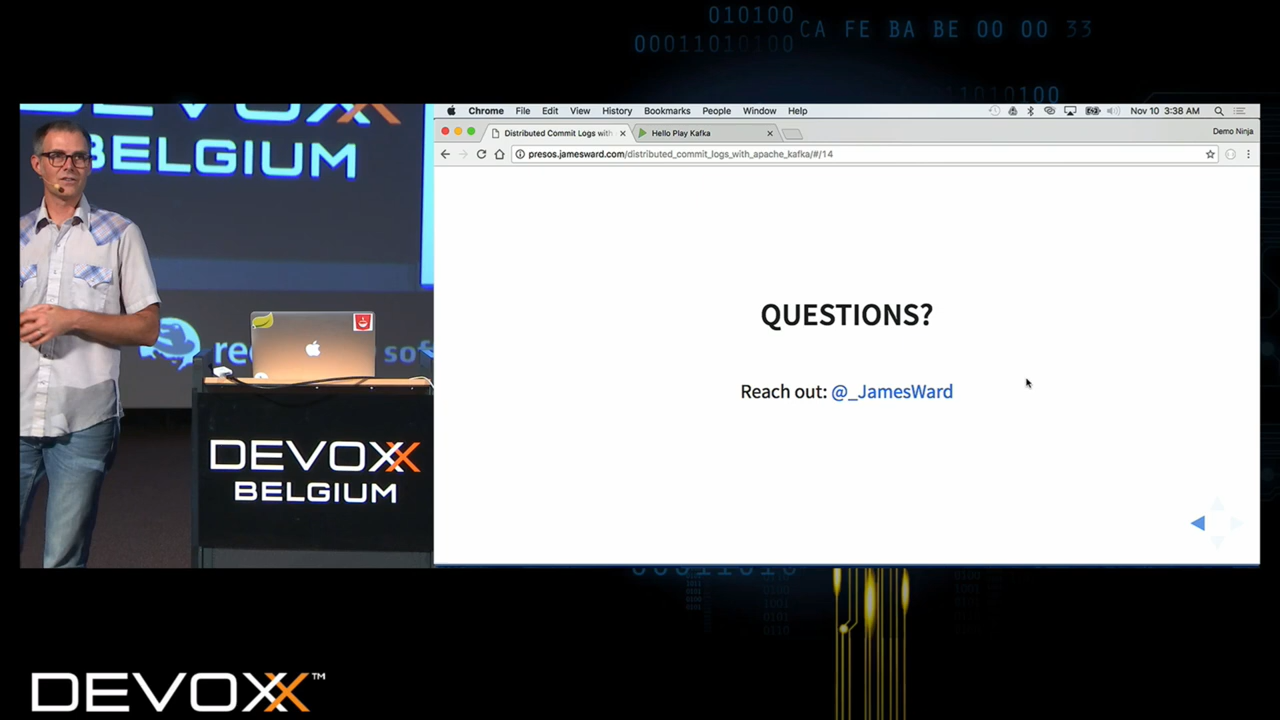 010100
00011010100
CA FE BA BE 00 00 33
11010100
DEVOXX
BELGIUM
Chrome File Edit View History Bookmarks People Window Help
Nov 10 3:38 AM
Distributed Commit Logs with
Hello Play Kafka
Demo Ninja
presos.jamesward.com/distributed_commit_logs_with_apache_kafka/#/14
QUESTIONS?
Reach out: @_JamesWard
DEVOXX
BELGIUM
DEVOXX™